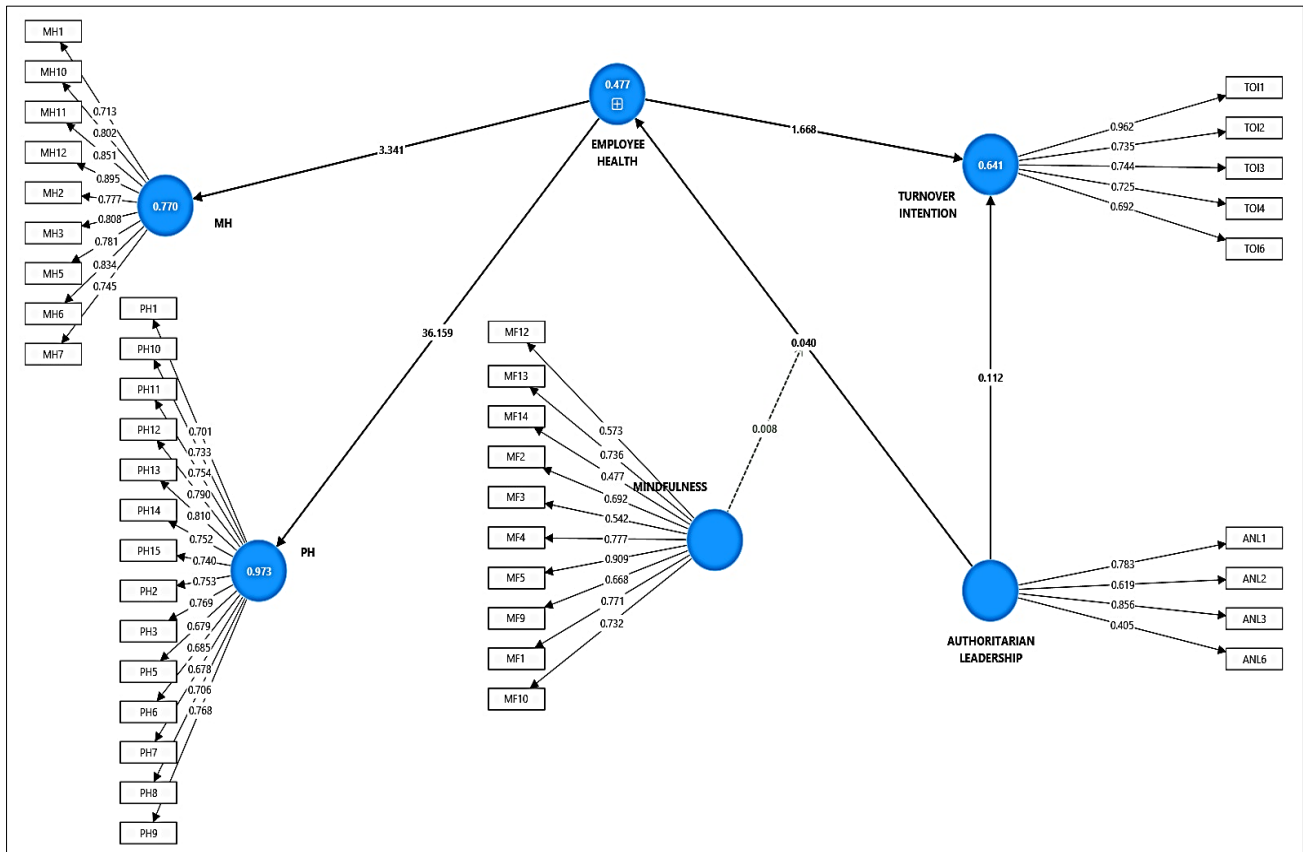 MH1
MH10
MH11
MH12
MH2
MH3
MH5
MH6
MH7
0.713
0.802
0.851
0.895
0.777
0.808
0.781
0.834
0.745
0.770
MH
3.341
0.477
EMPLOYEE
HEALTH
1.668
0.641
TURNOVER
INTENTION
0.962
0.735
0.744
0.725
0.692
TOI1
TOI2
TOI3
TOI4
TOI6
PH1
PH10
PH11
PH12
PH13
PH14
PH15
PH2
PH3
PH5
PH6
PH7
PH8
PH9
0.701
0.733
0.754
0.790
0.810
0.752
0.740
0.753
0.769
0.679
0.685
0.678
0.706
0.768
0.973
PH
36.159
MF12
MF13
MF14
MF2
MF3
MF4
MF5
MF9
MF1
MF10
0.573
0.736
0.477
0.692
0.542
0.777
0.909
0.668
0.771
0.732
MINDFULNESS
0.008
0.040
0.112
AUTHORITARIAN
LEADERSHIP
0.783
0.619
0.856
0.405
ANL1
ANL2
ANL3
ANL6